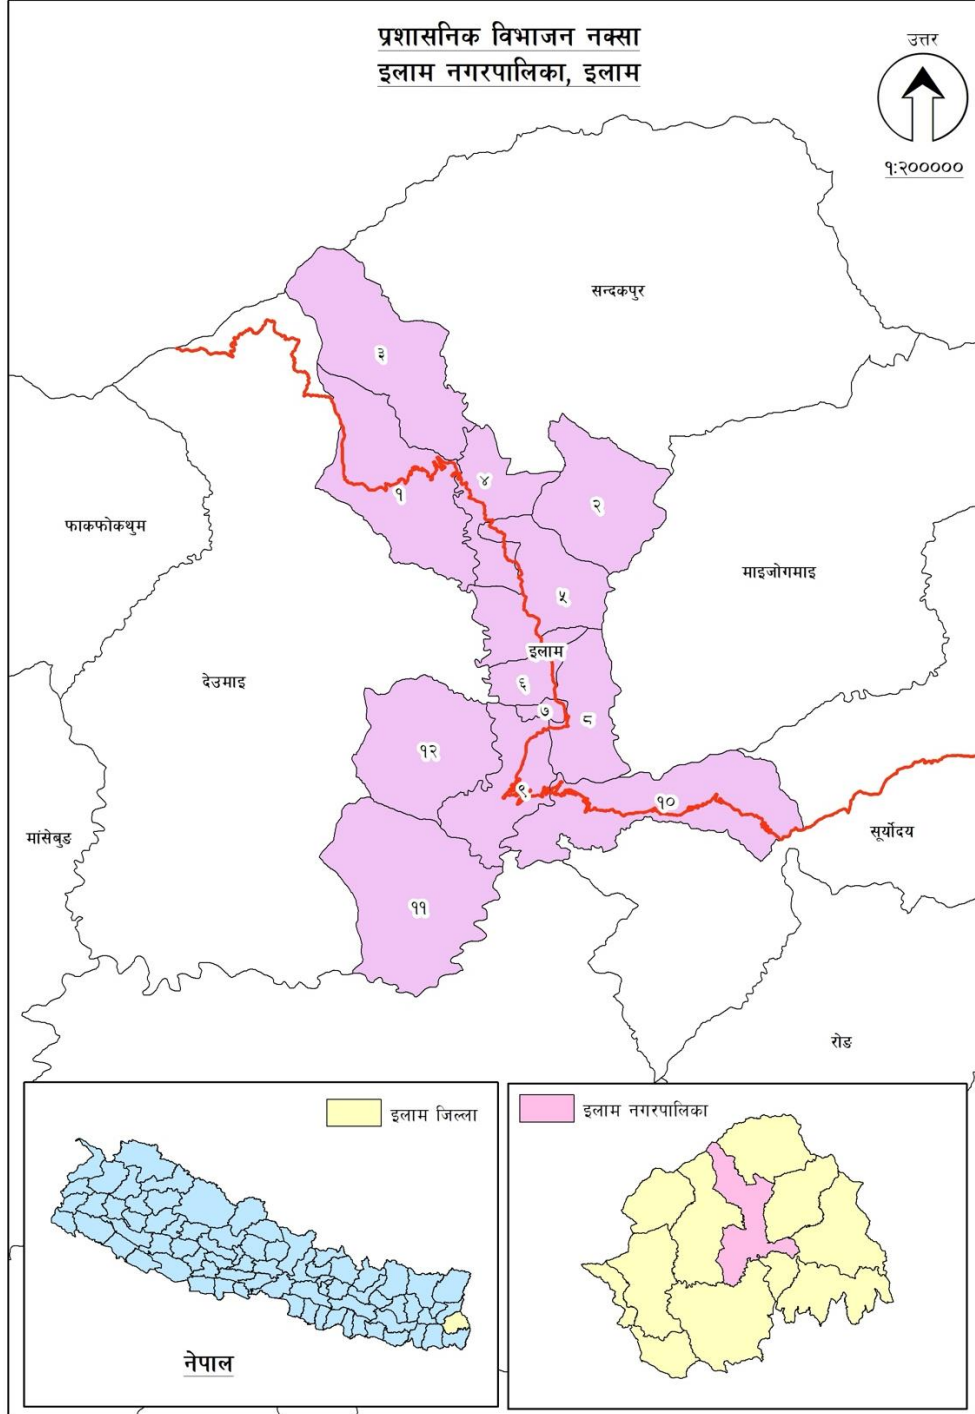 प्रशासनिक विभाजन नक्सा
इलाम नगरपालिका, इलाम
उत्तर
१:२०००००
सन्दकपुर
३
४
१
२
फाकफोकथुम
माइजोगमाइ
५
इलाम
देउमाइ
६
७
८
१२
९
१०
मांसेबुङ
सूर्योदय
११
रोङ
इलाम जिल्ला
इलाम नगरपालिका
नेपाल